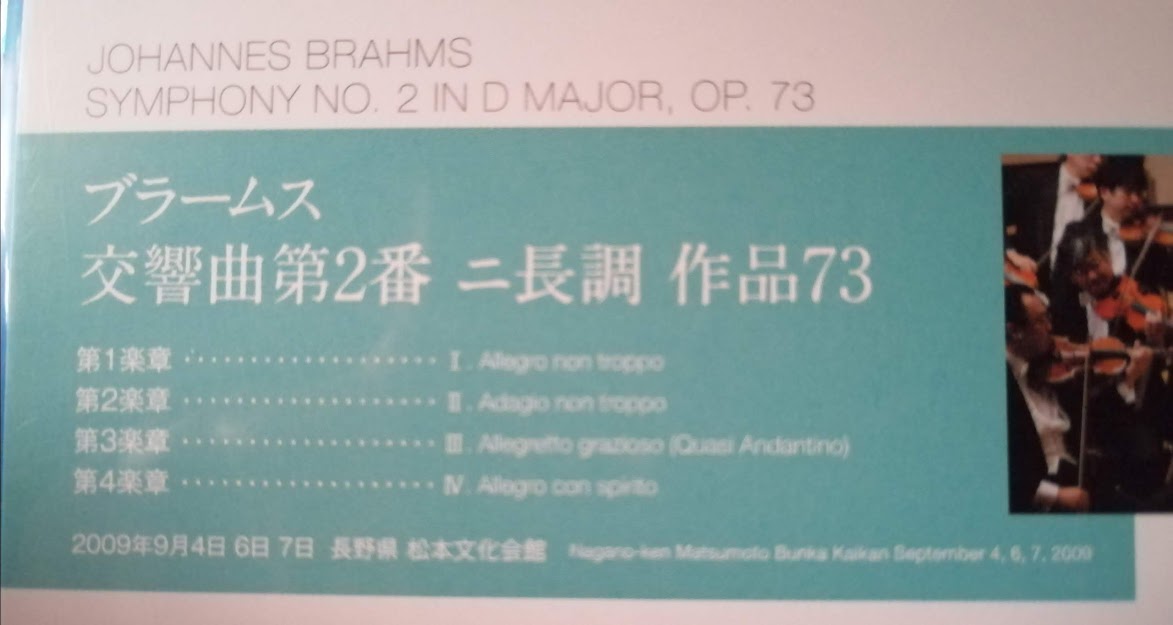 JOHANNES BRAHMS
SYMPHONY NO. 2 IN D MAJOR, OP. 73
ブラームス
交響曲第2番 ニ長調 作品73
第1楽章 ···················· Ⅰ. Allegro non troppo
第2楽章 ···················· Ⅱ. Adagio non troppo
第3楽章 ···················· Ⅲ. Allegretto grazioso (Quasi Andantino)
第4楽章 ···················· Ⅳ. Allegro con spirito
2009年9月4日 6日 7日 長野県 松本文化会館 Nagano-ken Matsumoto Bunka Kaikan September 4, 6, 7, 2009